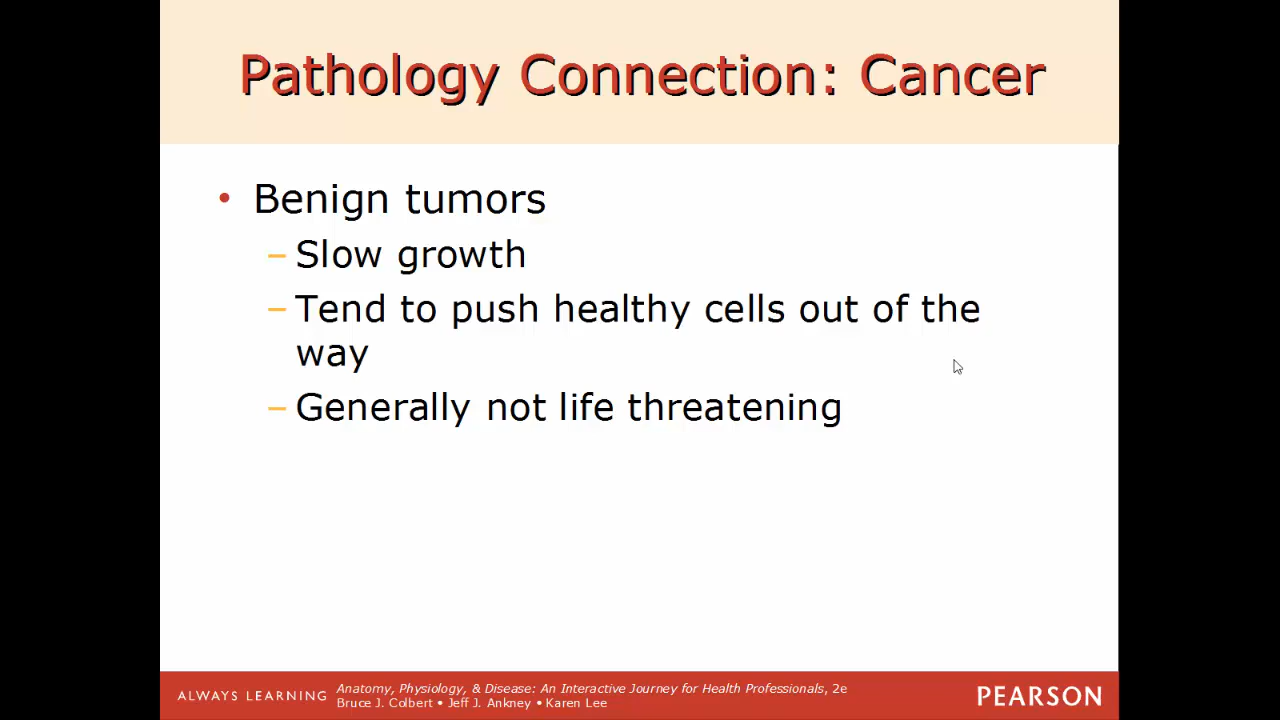 Pathology Connection: Cancer
• Benign tumors
– Slow growth
– Tend to push healthy cells out of the
way
– Generally not life threatening
ALWAYS LEARNING
Anatomy, Physiology, & Disease: An Interactive Journey for Health Professionals, 2e
Bruce J. Colbert • Jeff J. Ankney • Karen Lee
PEARSON